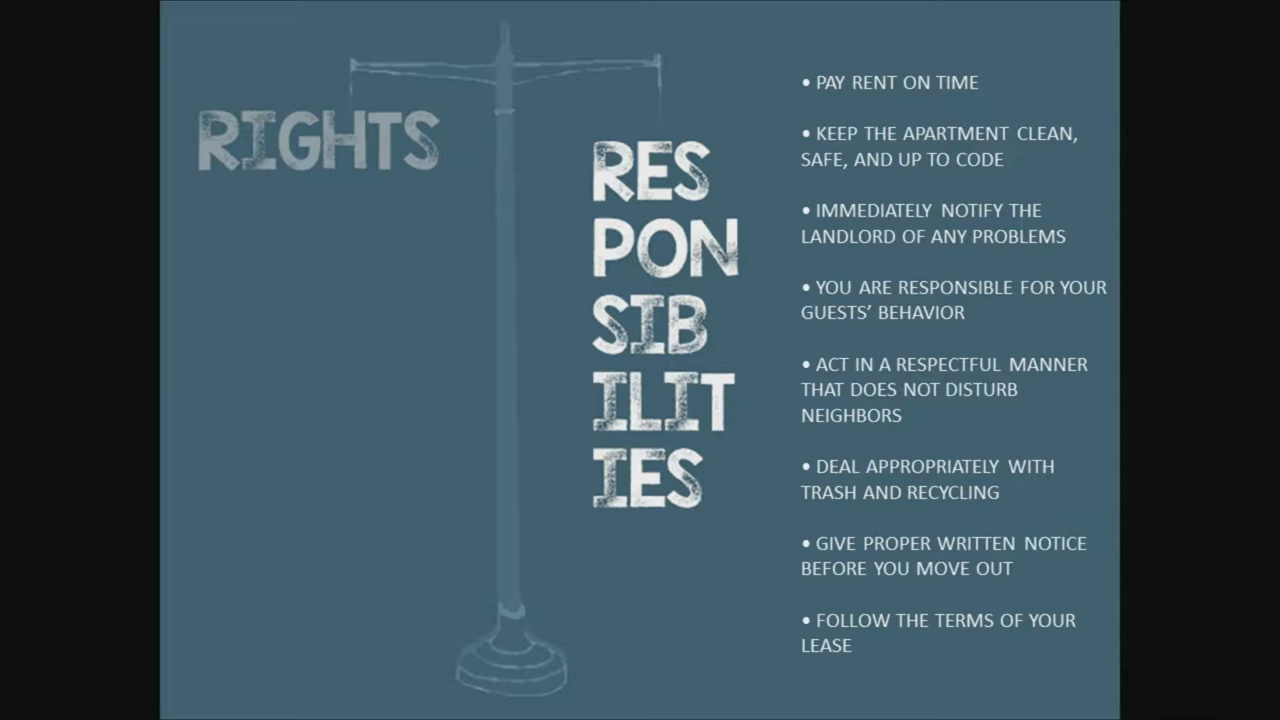 RIGHTS
RES
PON
SIB
ILIT
IES
• PAY RENT ON TIME
• KEEP THE APARTMENT CLEAN,
SAFE, AND UP TO CODE
• IMMEDIATELY NOTIFY THE
LANDLORD OF ANY PROBLEMS
• YOU ARE RESPONSIBLE FOR YOUR
GUESTS’ BEHAVIOR
• ACT IN A RESPECTFUL MANNER
THAT DOES NOT DISTURB
NEIGHBORS
• DEAL APPROPRIATELY WITH
TRASH AND RECYCLING
• GIVE PROPER WRITTEN NOTICE
BEFORE YOU MOVE OUT
• FOLLOW THE TERMS OF YOUR
LEASE